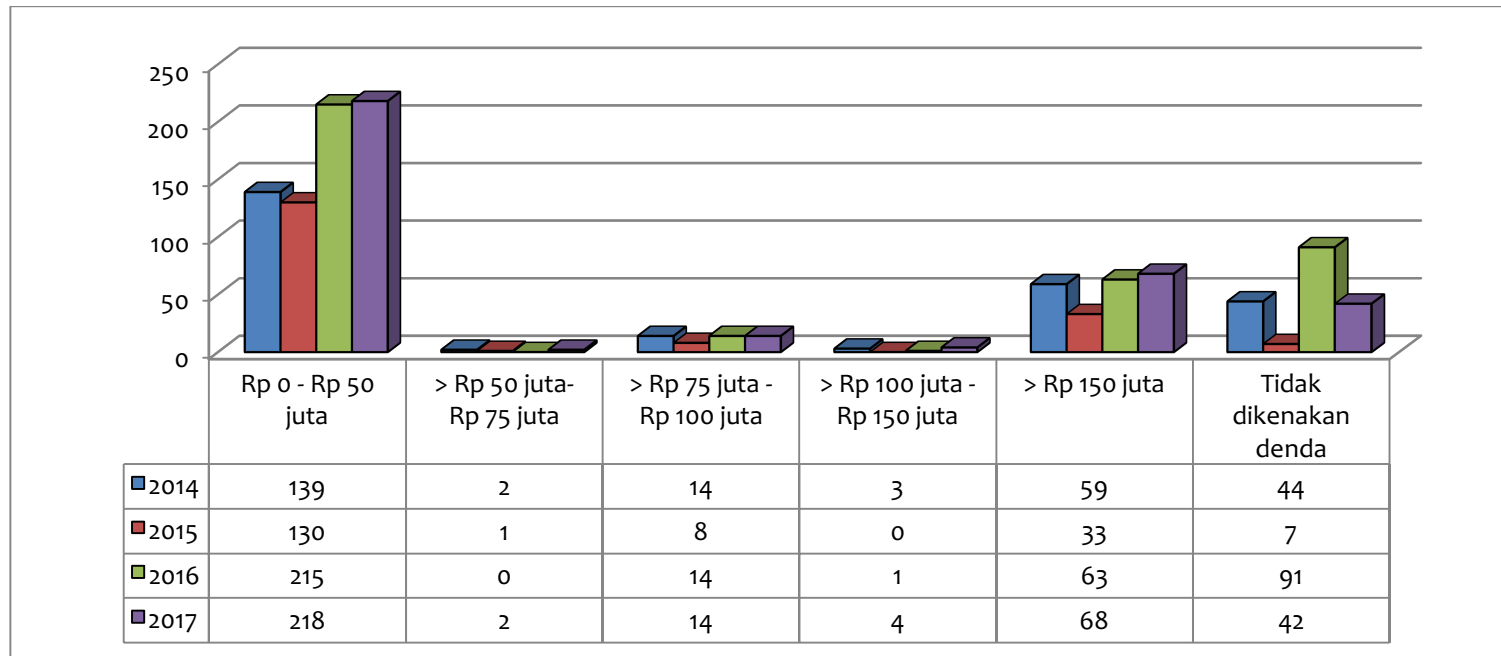 250
200
150
100
50
0
Rp 0 - Rp 50 juta
> Rp 50 juta- Rp 75 juta
> Rp 75 juta - Rp 100 juta
> Rp 100 juta - Rp 150 juta
> Rp 150 juta
Tidak dikenakan denda
2014 139 2 14 3 59 44
2015 130 1 8 0 33 7
2016 215 0 14 1 63 91
2017 218 2 14 4 68 42